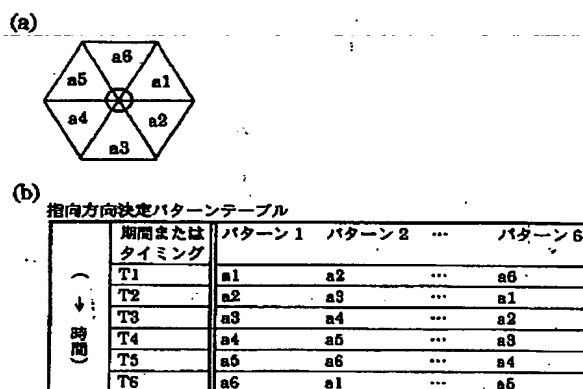 (a)
a6
a5 a1
a4 a2
a3
(b)
指向方向決定パターンテーブル
期間または タイミング パターン1 パターン2 … パターン6
(→時間)
T1 a1 a2 … a6
T2 a2 a3 … a1
T3 a3 a4 … a2
T4 a4 a5 … a3
T5 a5 a6 … a4
T6 a6 a1 … a5